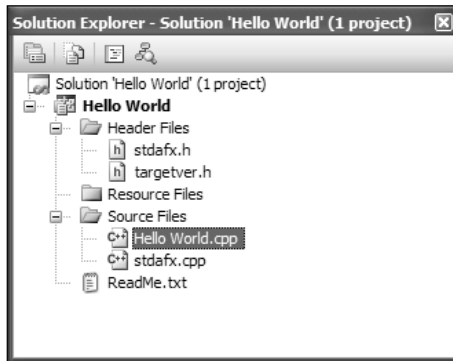 Solution Explorer - Solution 'Hello World' (1 project)
Solution 'Hello World' (1 project)
Hello World
Header Files
h stdafx.h
h targetver.h
Resource Files
Source Files
C++ Hello World.cpp
C++ stdafx.cpp
ReadMe.txt